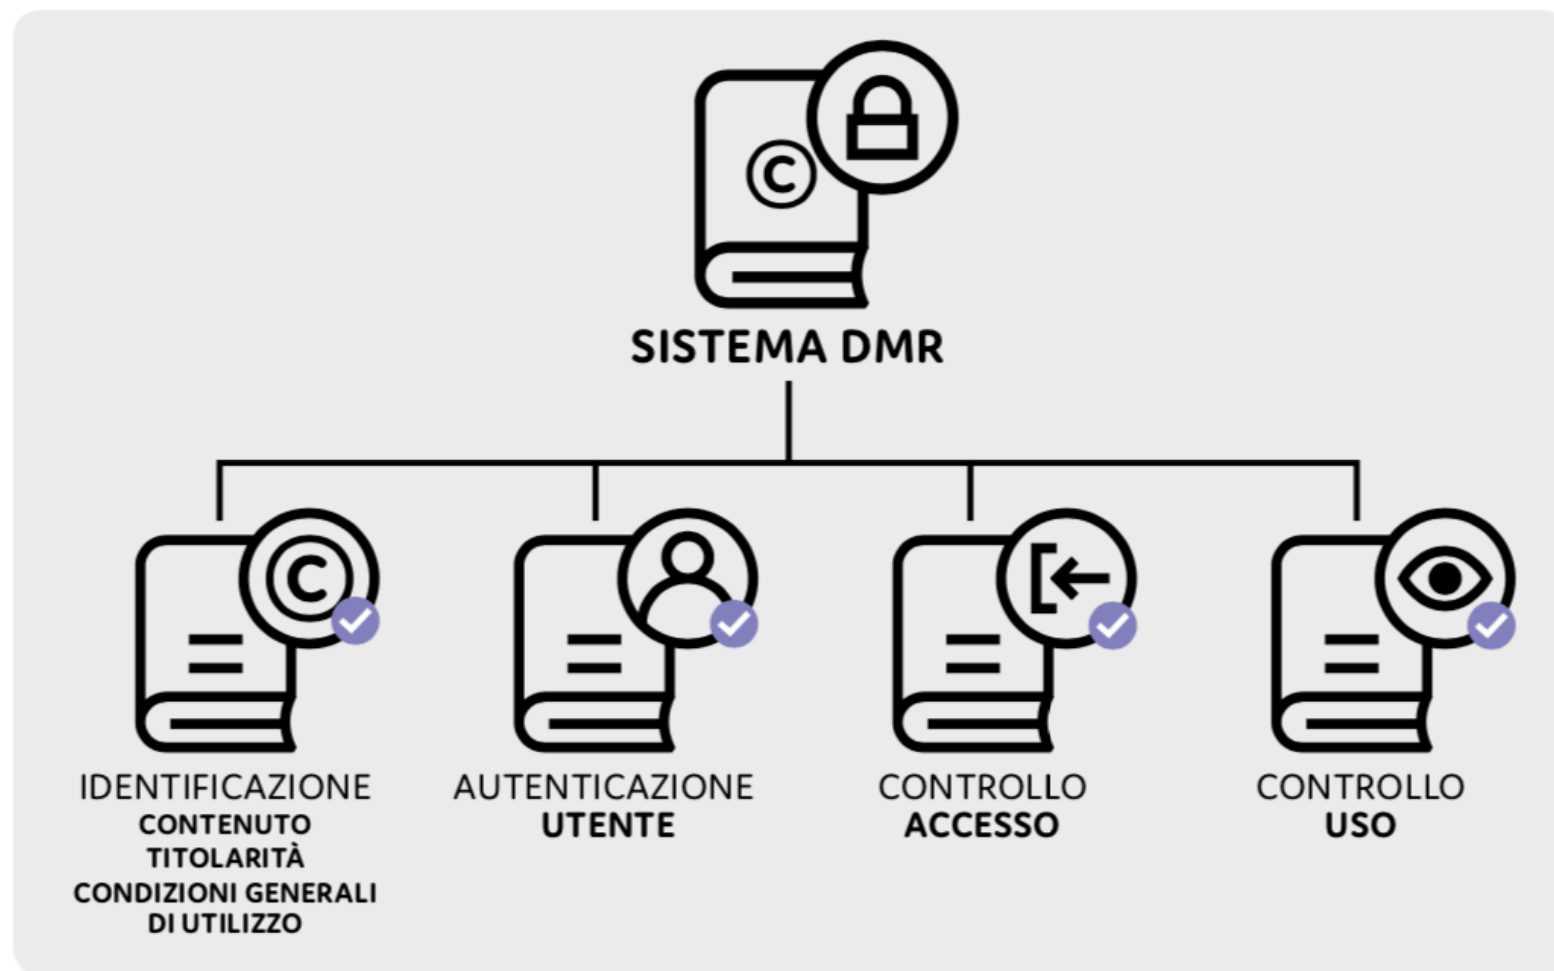 ©
SISTEMA DMR
©
IDENTIFICAZIONE
CONTENUTO
TITOLARITÀ
CONDIZIONI GENERALI
DI UTILIZZO
AUTENTICAZIONE
UTENTE
CONTROLLO
ACCESSO
CONTROLLO
USO